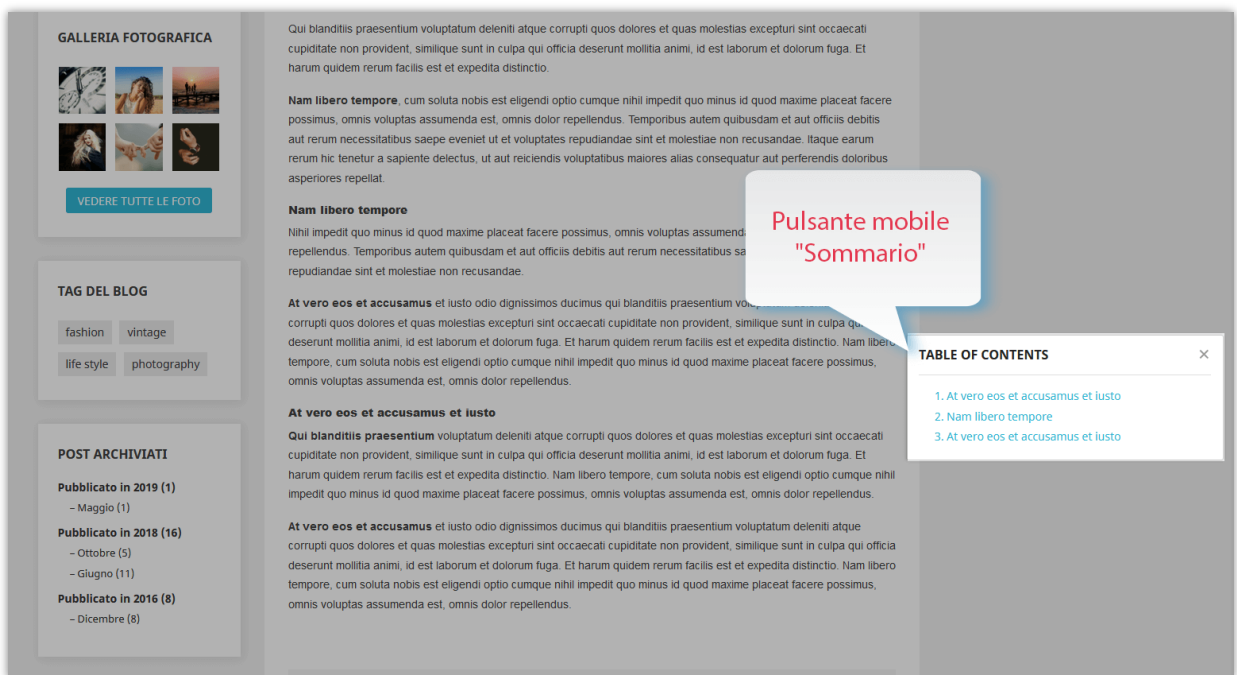 GALLERIA FOTOGRAFICA
VEDERE TUTTE LE FOTO
TAG DEL BLOG
fashion vintage
life style photography
POST ARCHIVIATI
Pubblicato in 2019 (1)
– Maggio (1)
Pubblicato in 2018 (16)
– Ottobre (5)
– Giugno (11)
Pubblicato in 2016 (8)
– Dicembre (8)
Qui blanditiis praesentium voluptatum deleniti atque corrupti quos dolores et quas molestias excepturi sint occaecati
cupiditate non provident, similique sunt in culpa qui officia deserunt mollitia animi, id est laborum et dolorum fuga. Et
harum quidem rerum facilis est et expedita distinctio.
Nam libero tempore, cum soluta nobis est eligendi optio cumque nihil impedit quo minus id quod maxime placeat facere
possimus, omnis voluptas assumenda est, omnis dolor repellendus. Temporibus autem quibusdam et aut officiis debitis
aut rerum necessitatibus saepe eveniet ut et voluptates repudiandae sint et molestiae non recusandae. Itaque earum
rerum hic tenetur a sapiente delectus, ut aut reiciendis voluptatibus maiores alias consequatur aut perferendis doloribus
asperiores repellat.
Nam libero tempore
Nihil impedit quo minus id quod maxime placeat facere possimus, omnis voluptas assumenda
repellendus. Temporibus autem quibusdam et aut officiis debitis aut rerum necessitatibus
repudiandae sint et molestiae non recusandae.
At vero eos et accusamus et iusto odio dignissimos ducimus qui blanditiis praesentium
corrupti quos dolores et quas molestias excepturi sint occaecati cupiditate non provident, similique sunt in culpa
deserunt mollitia animi, id est laborum et dolorum fuga. Et harum quidem rerum facilis est et expedita distinctio. Nam libero
tempore, cum soluta nobis est eligendi optio cumque nihil impedit quo minus id quod maxime placeat facere possimus,
omnis voluptas assumenda est, omnis dolor repellendus.
At vero eos et accusamus et iusto
Qui blanditiis praesentium voluptatum deleniti atque corrupti quos dolores et quas molestias excepturi sint occaecati
cupiditate non provident, similique sunt in culpa qui officia deserunt mollitia animi, id est laborum et dolorum fuga. Et
harum quidem rerum facilis est et expedita distinctio. Nam libero tempore, cum soluta nobis est eligendi optio cumque nihil
impedit quo minus id quod maxime placeat facere possimus, omnis voluptas assumenda est, omnis dolor repellendus.
At vero eos et accusamus et iusto odio dignissimos ducimus qui blanditiis praesentium voluptatum deleniti atque
corrupti quos dolores et quas molestias excepturi sint occaecati cupiditate non provident, similique sunt in culpa qui officia
deserunt mollitia animi, id est laborum et dolorum fuga. Et harum quidem rerum facilis est et expedita distinctio. Nam libero
tempore, cum soluta nobis est eligendi optio cumque nihil impedit quo minus id quod maxime placeat facere possimus,
omnis voluptas assumenda est, omnis dolor repellendus.
Pulsante mobile
"Sommario"
TABLE OF CONTENTS
1. At vero eos et accusamus et iusto
2. Nam libero tempore
3. At vero eos et accusamus et iusto